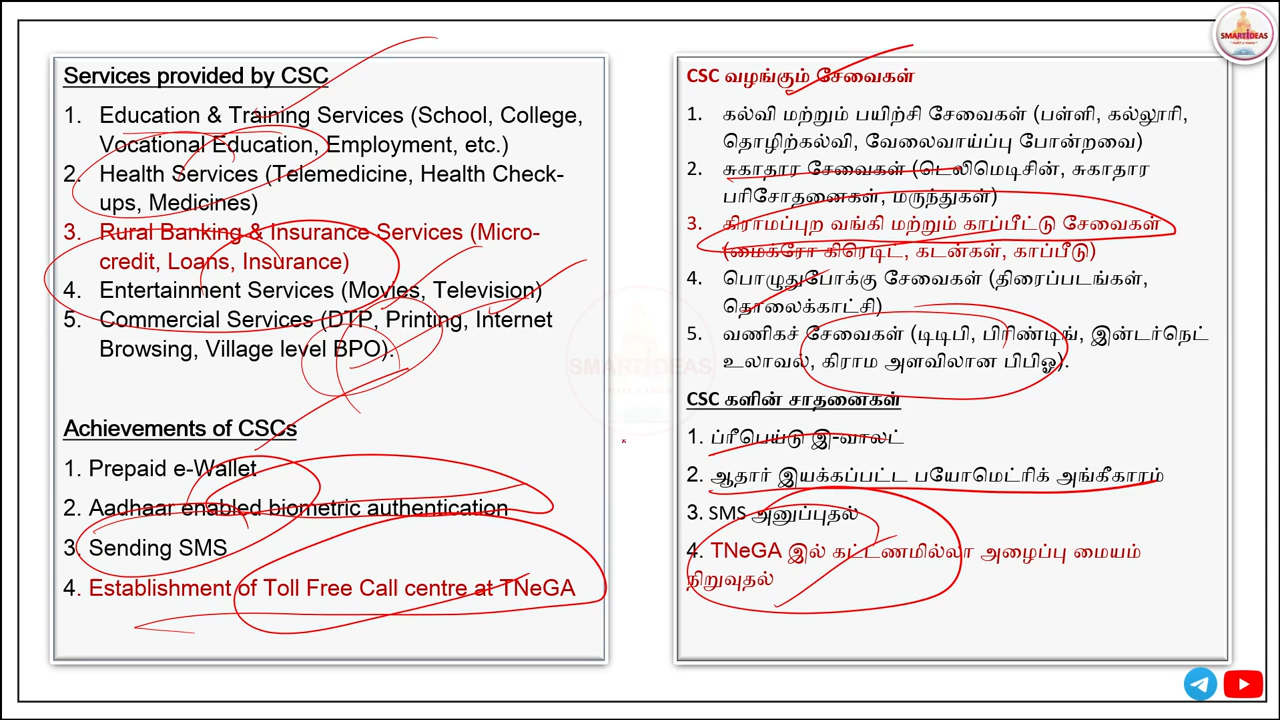 SMARTIDEAS
Services provided by CSC
1. Education & Training Services (School, College,
Vocational Education, Employment, etc.)
2. Health Services (Telemedicine, Health Check-
ups, Medicines)
3. Rural Banking & Insurance Services (Micro-
credit, Loans, Insurance)
4. Entertainment Services (Movies, Television)
5. Commercial Services (DTP, Printing, Internet
Browsing, Village level BPO).
Achievements of CSCs
1. Prepaid e-Wallet
2. Aadhaar enabled biometric authentication
3. Sending SMS
4. Establishment of Toll Free Call centre at TNeGA
CSC வழங்கும் சேவைகள்
1. கல்வி மற்றும் பயிற்சி சேவைகள் (பள்ளி, கல்லூரி,
தொழிற்கல்வி, வேலைவாய்ப்பு போன்றவை)
2. சுகாதார சேவைகள் (டெலிமெடிசின், சுகாதார
பரிசோதனைகள், மருந்துகள்)
3. கிராமப்புற வங்கி மற்றும் காப்பீட்டு சேவைகள்
(மைக்ரோ கிரெடிட், கடன்கள், காப்பீடு)
4. பொழுதுபோக்கு சேவைகள் (திரைப்படங்கள்,
தொலைக்காட்சி)
5. வணிகச் சேவைகள் (டிடிபி, பிரிண்டிங், இன்டர்நெட்
உலாவல், கிராம அளவிலான பிபிஓ).
CSC களின் சாதனைகள்
1. ப்ரீபெய்டு இ-வாலட்
2. ஆதார் இயக்கப்பட்ட பயோமெட்ரிக் அங்கீகாரம்
3. SMS அனுப்புதல்
4. TNeGA இல் கட்டணமில்லா அழைப்பு மையம்
நிறுவுதல்
SMARTIDEAS